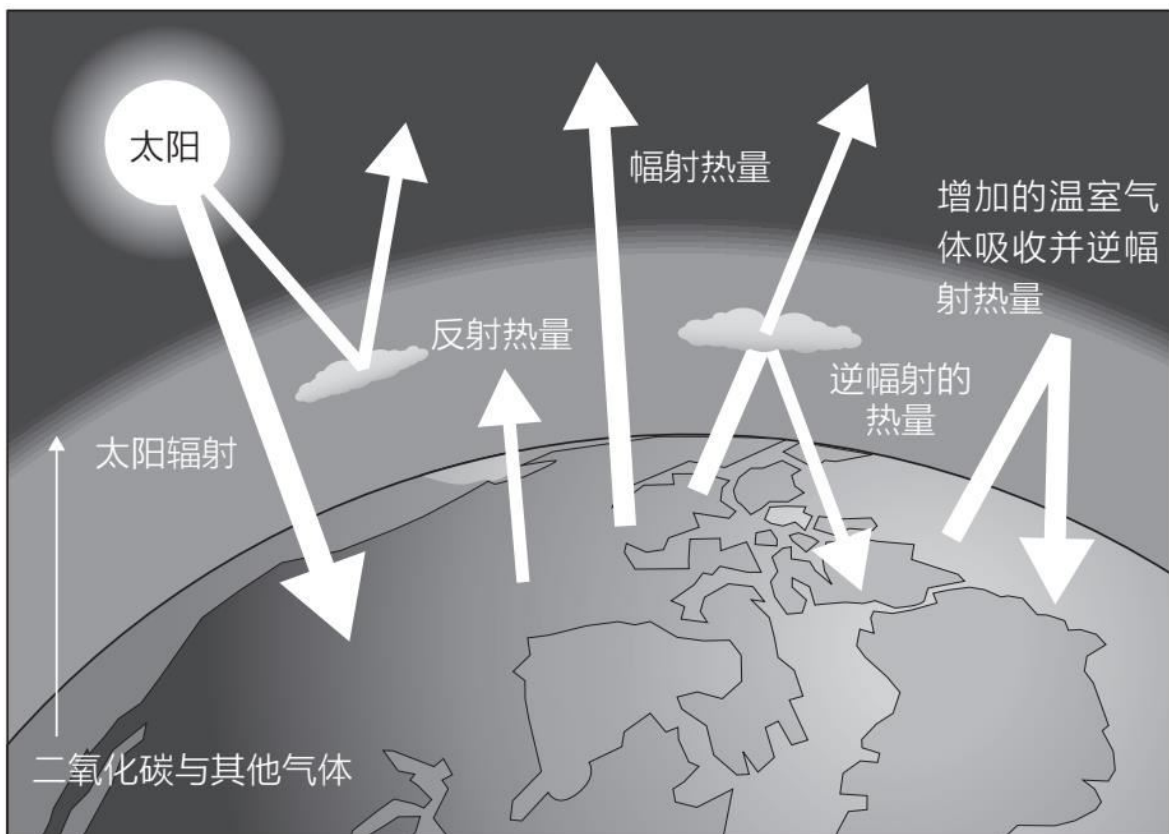 太阳
幅射热量
增加的温室气
体吸收并逆幅
射热量
反射热量
逆幅射的
热量
太阳辐射
二氧化碳与其他气体